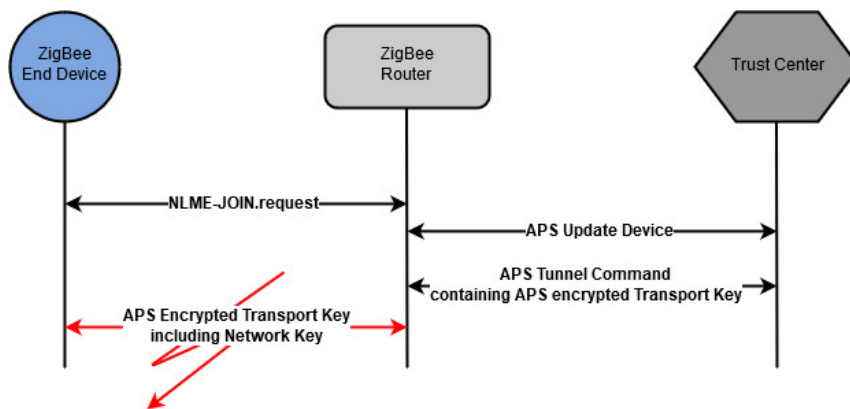 ZigBee
End Device
ZigBee
Router
Trust Center
NLME-JOIN.request
APS Update Device
APS Tunnel Command
containing APS encrypted Transport Key
APS Encrypted Transport Key
including Network Key